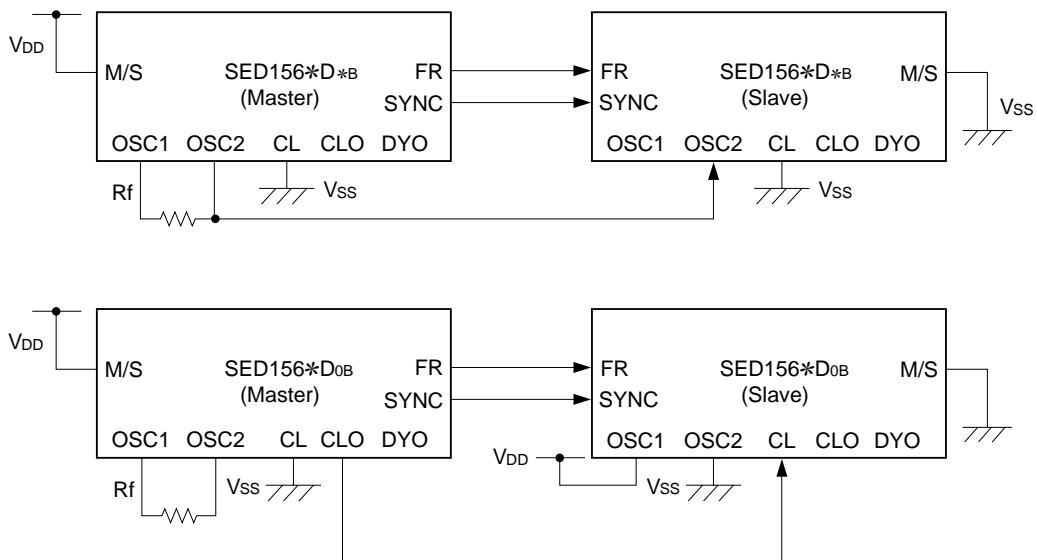 VDD
M/S
SED156*D*B
(Master)
FR
SYNC
OSC1 OSC2 CL CLO DYO
Rf
VSS
FR
SYNC
SED156*D*B
(Slave)
M/S
VSS
OSC1 OSC2 CL CLO DYO
VSS
VDD
M/S
SED156*D0B
(Master)
FR
SYNC
OSC1 OSC2 CL CLO DYO
Rf
VSS
FR
SYNC
SED156*D0B
(Slave)
M/S
OSC1 OSC2 CL CLO DYO
VDD
VSS